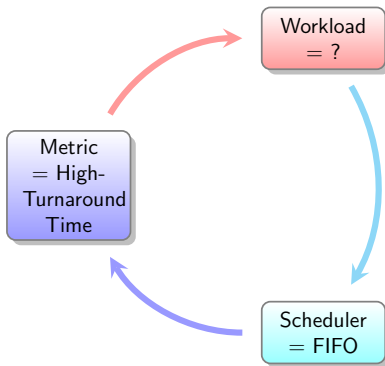 Workload
= ?
Metric
= High-
Turnaround
Time
Scheduler
= FIFO